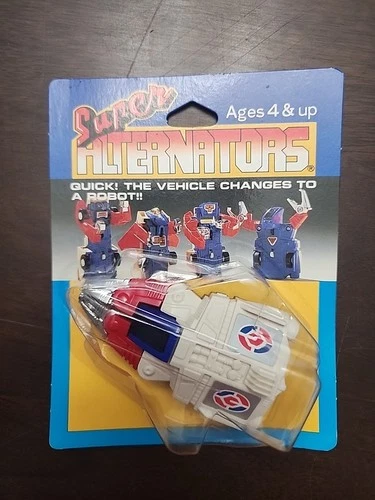 Super
Ages 4 & up
ALTERNATORS®
QUICK! THE VEHICLE CHANGES TO
A ROBOT!!